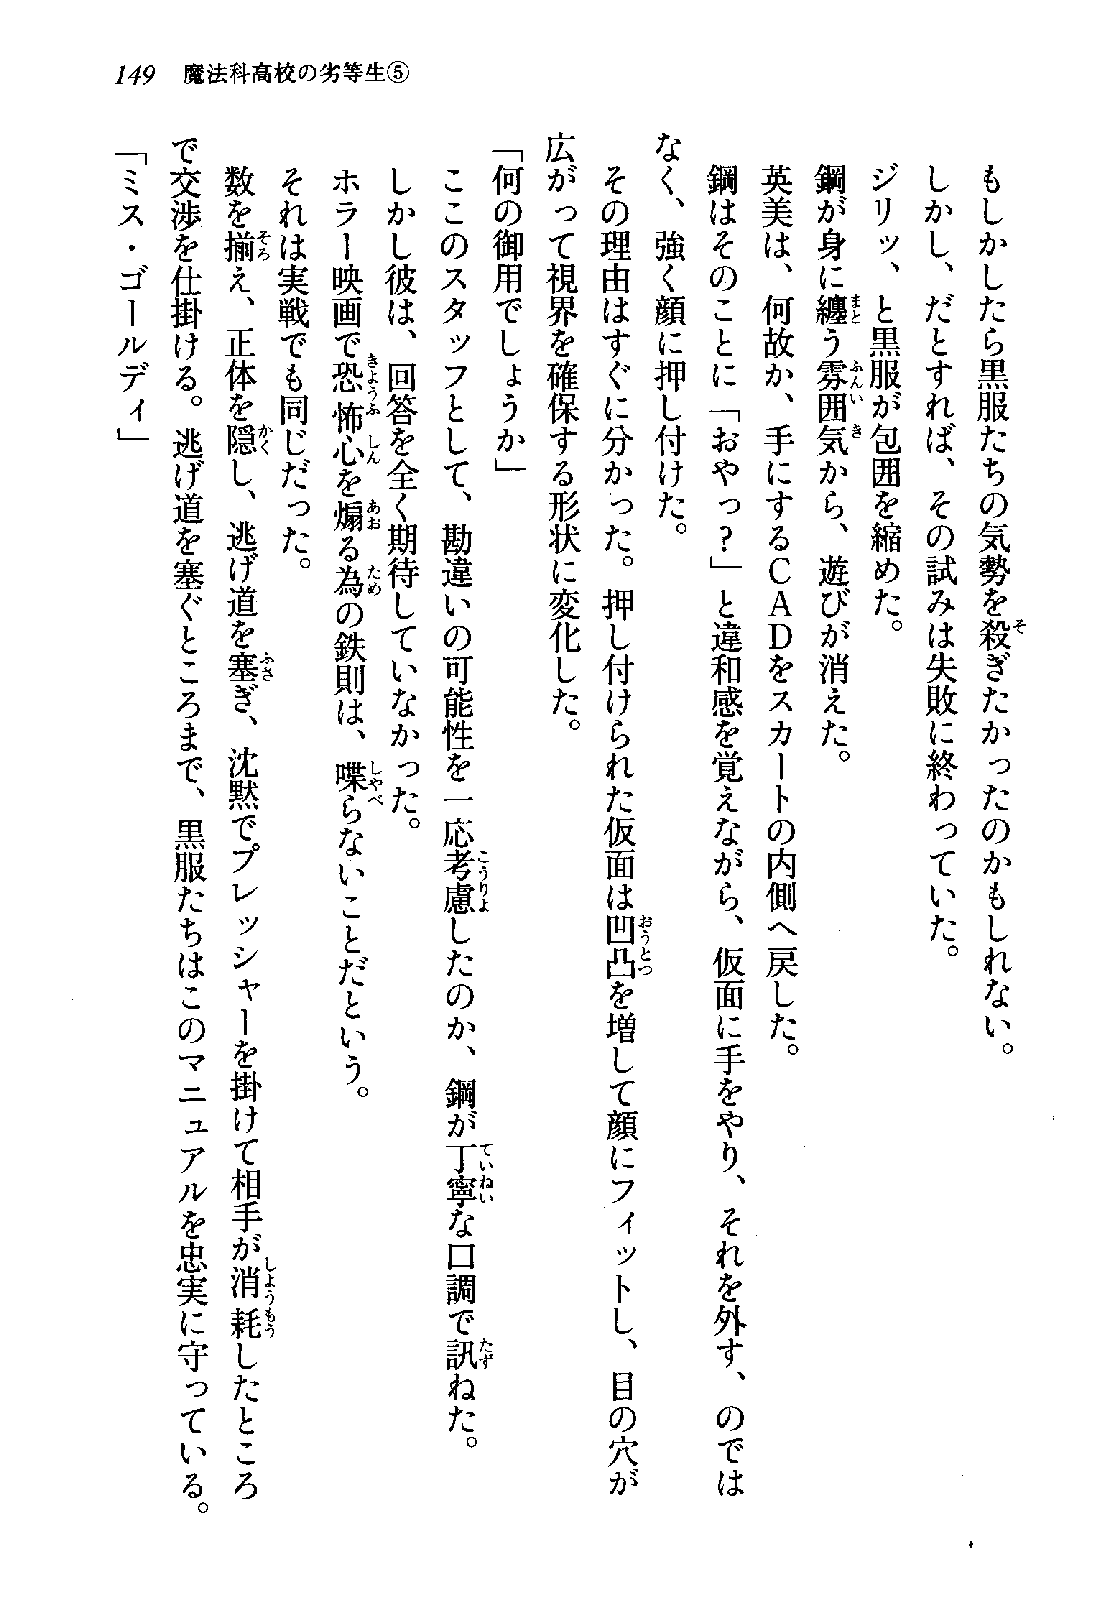 149　魔法科高校の劣等生⑤
もしかしたら黒服たちの気勢を殺ぎたかったのかもしれない。
しかし、だとすれば、その試みは失敗に終わっていた。
ジリッ、と黒服が包囲を縮めた。
鋼が身に纏う雰囲気から、遊びが消えた。
英美は、何故か、手にするＣＡＤをスカートの内側へ戻した。
鋼はそのことに「おやっ？」と違和感を覚えながら、仮面に手をやり、それを外す、のでは
なく、強く顔に押し付けた。
その理由はすぐに分かった。押し付けられた仮面は凹凸を増して顔にフィットし、目の穴が
広がって視界を確保する形状に変化した。
「何の御用でしょうか」
ここのスタッフとして、勘違いの可能性を一応考慮したのか、鋼が丁寧な口調で訊ねた。
しかし彼は、回答を全く期待していなかった。
ホラー映画で恐怖心を煽る為の鉄則は、喋らないことだという。
それは実戦でも同じだった。
数を揃え、正体を隠し、逃げ道を塞ぎ、沈黙でプレッシャーを掛けて相手が消耗したところ
で交渉を仕掛ける。逃げ道を塞ぐところまで、黒服たちはこのマニュアルを忠実に守っている。
「ミス・ゴールディ」